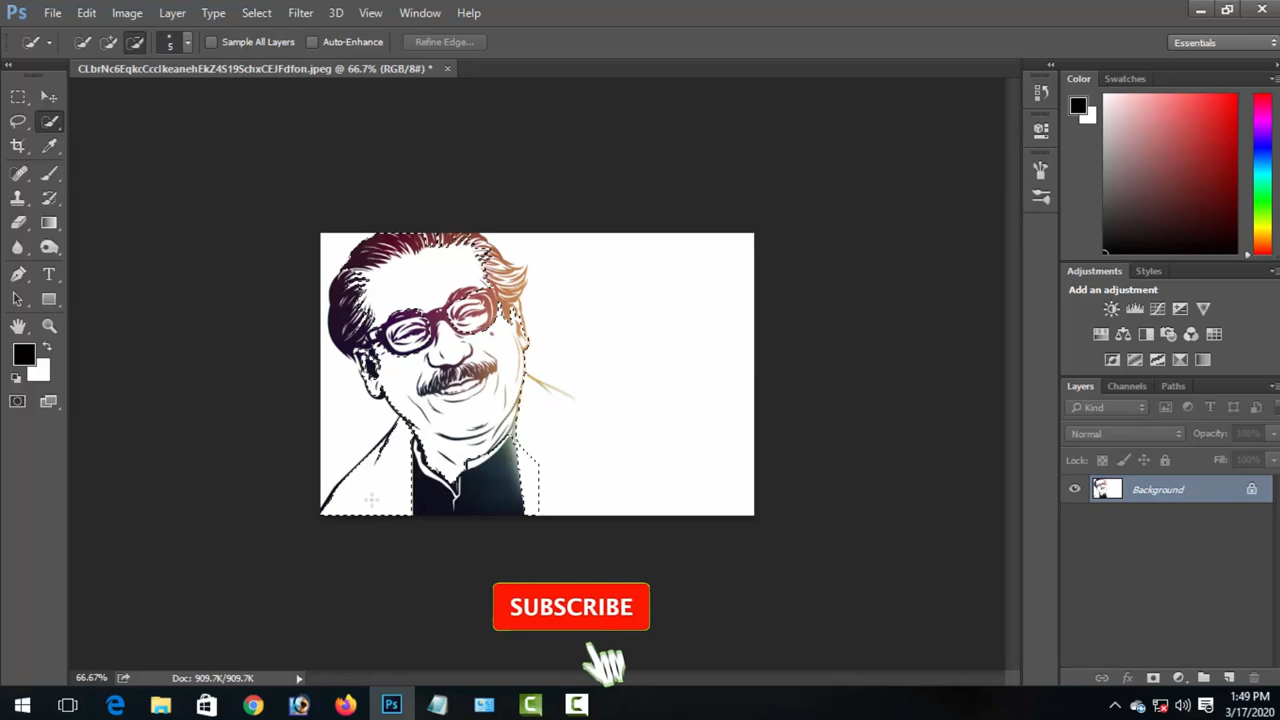 Ps File Edit Image Layer Type Select Filter 3D View Window Help
5 Sample All Layers Auto-Enhance Refine Edge... Essentials
66.7% (RGB/8#) *
Color Swatches
Adjustments Styles
Add an adjustment
Layers Channels Paths
Kind
Normal Opacity: 100%
Lock: Fill: 100%
Background
SUBSCRIBE
66.67% Doc: 909.7K/909.7K
Ps
1:49 PM
3/17/2020